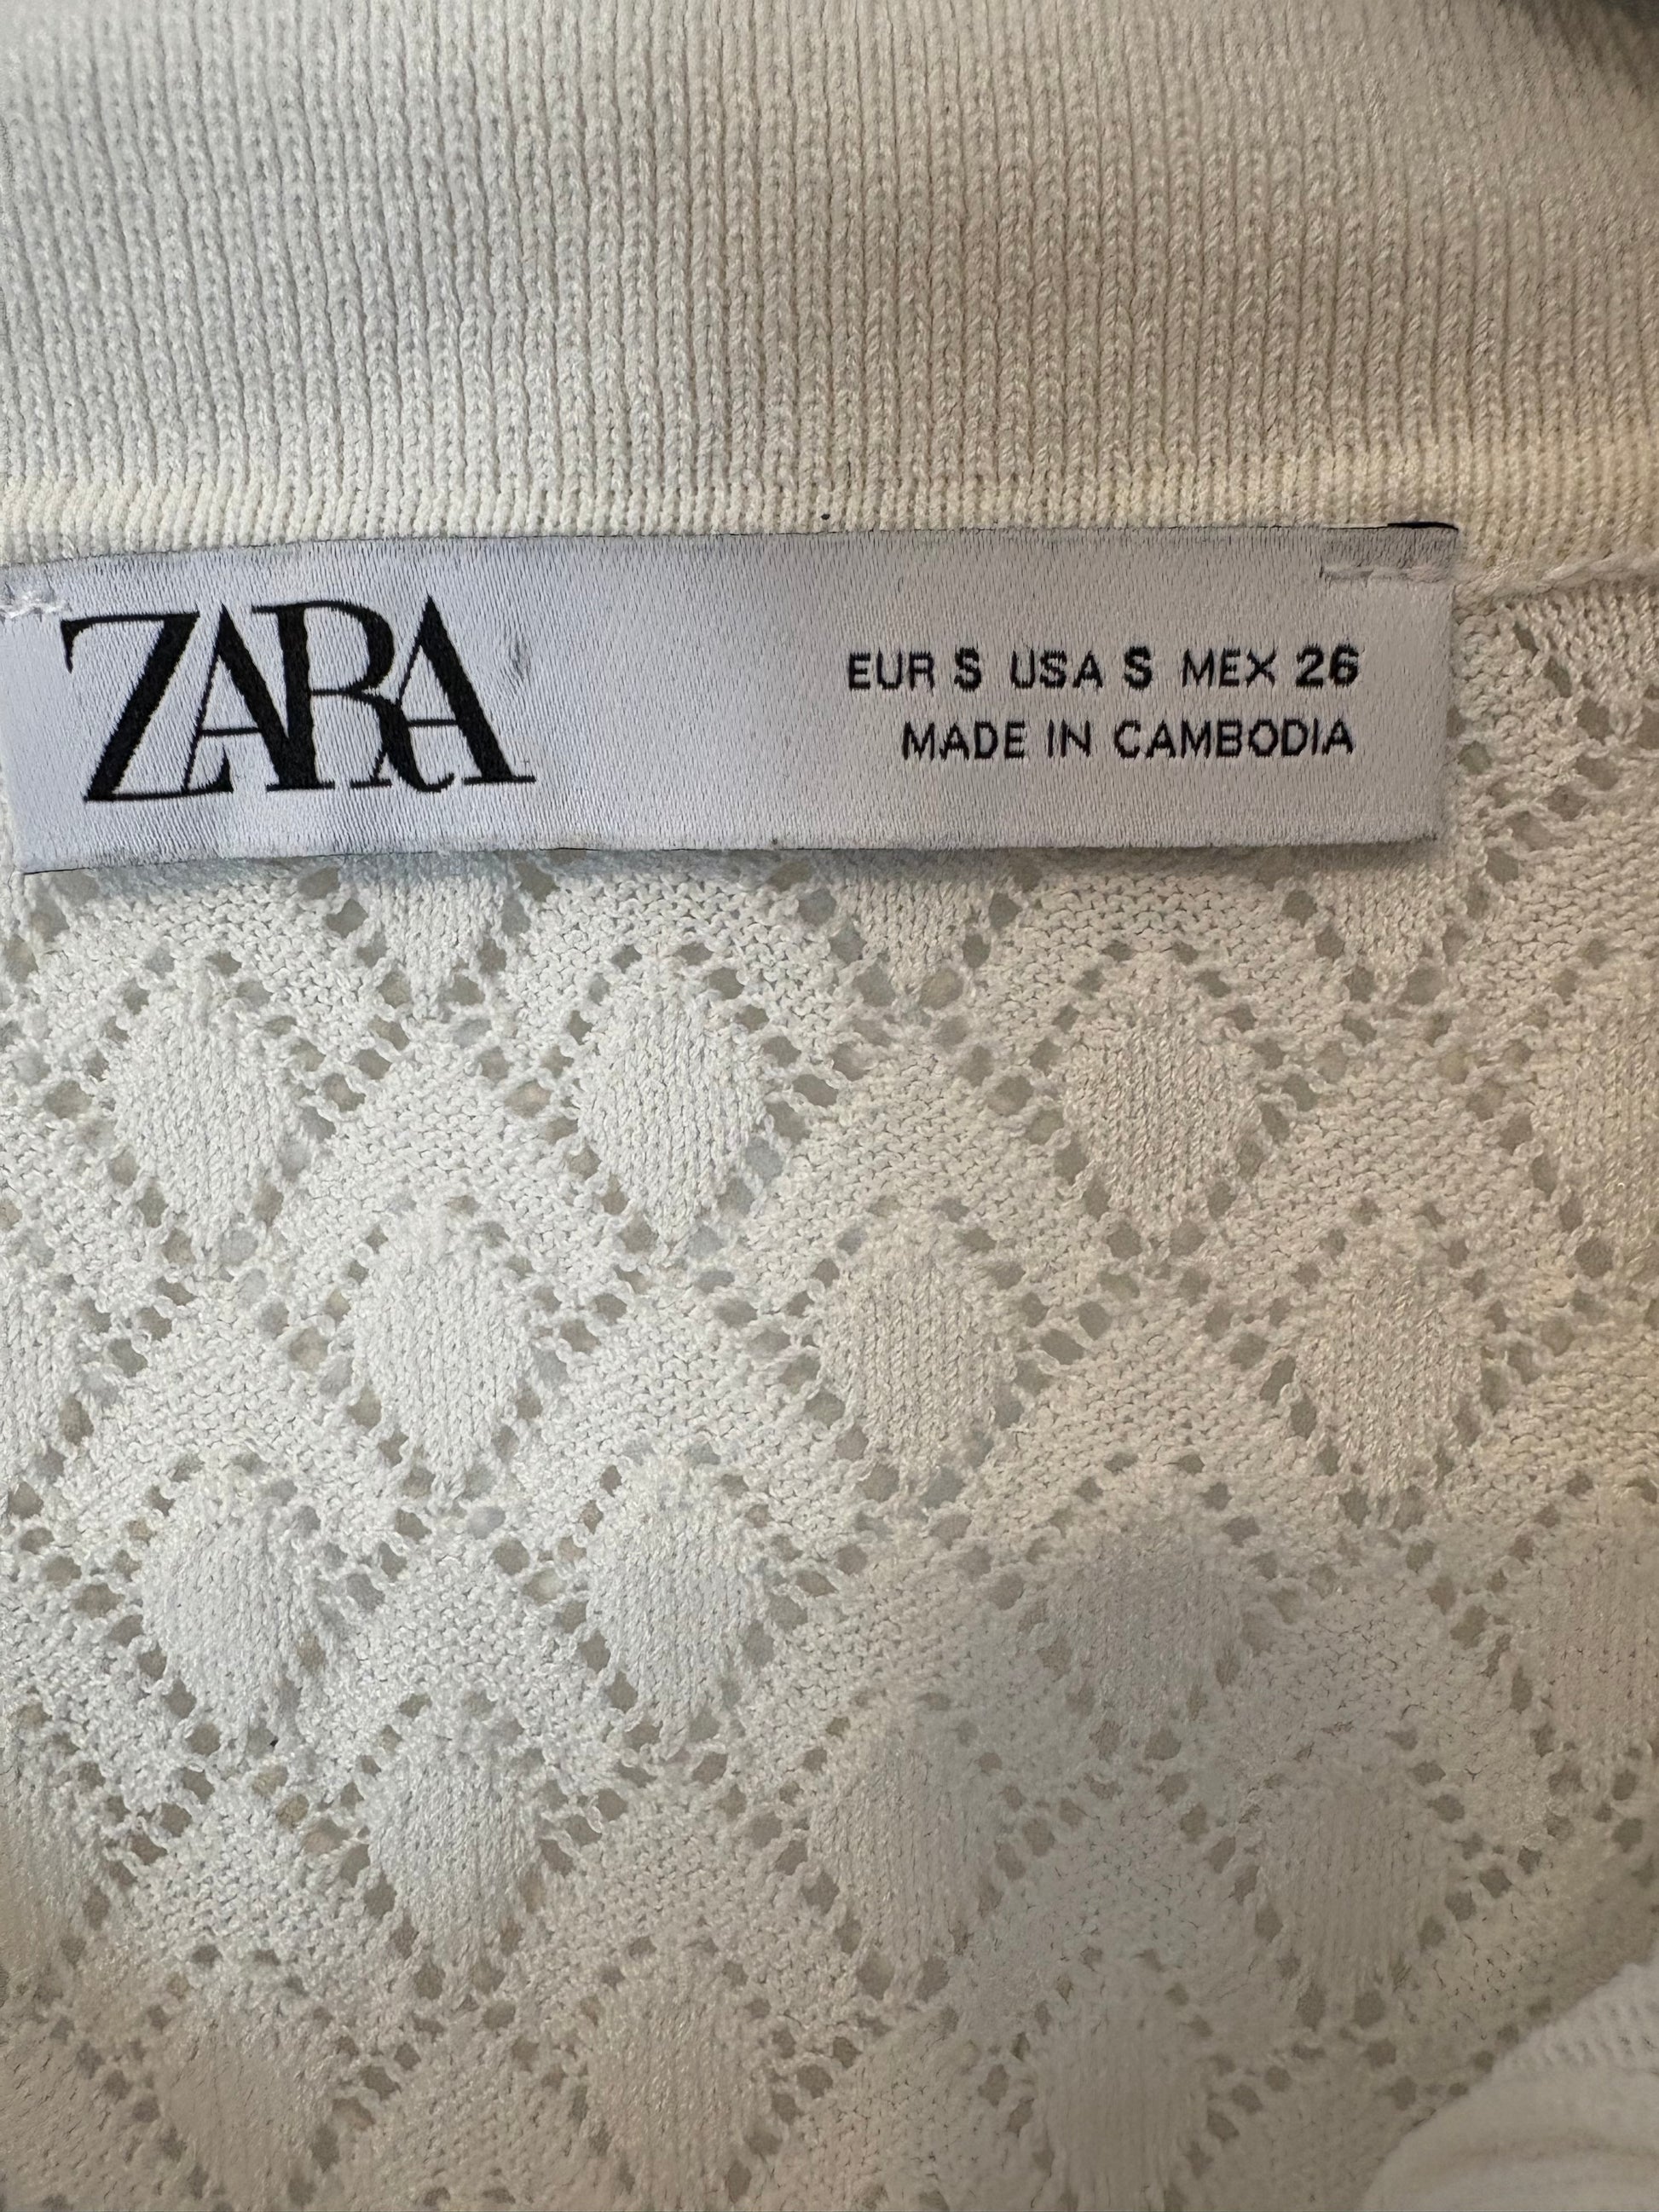 ZARA
EUR S USA S MEX 26
MADE IN CAMBODIA